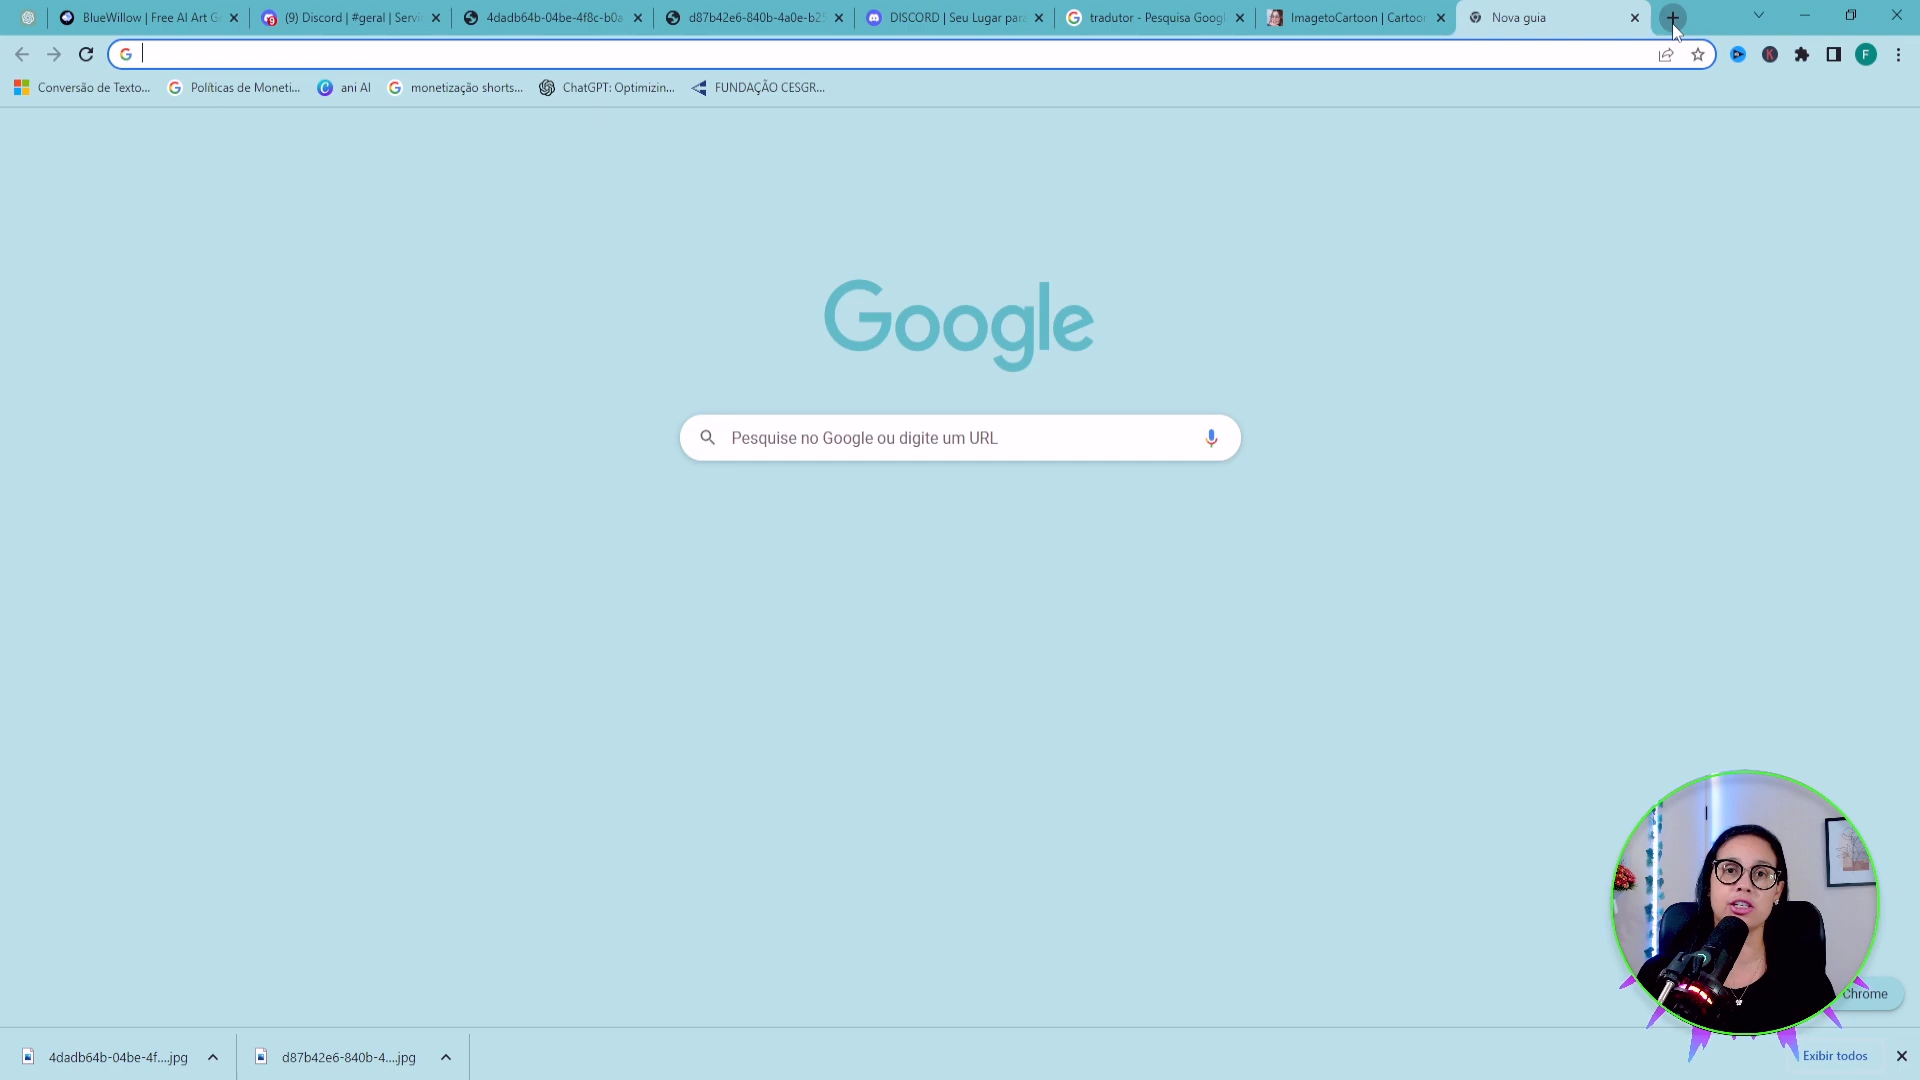 BlueWillow | Free AI Art G
(9) Discord | #geral | Servi
4dadb64b-04be-4f8c-b0a
d87b42e6-840b-4a0e-b25
DISCORD | Seu Lugar para
tradutor - Pesquisa Googl
ImagetoCartoon | Cartoo
Nova guia
F
Conversão de Texto...
Políticas de Moneti...
ani AI
monetização shorts...
ChatGPT: Optimizin...
FUNDAÇÃO CESGR...
Google
Pesquise no Google ou digite um URL
Chrome
4dadb64b-04be-4f....jpg
d87b42e6-840b-4....jpg
Exibir todos